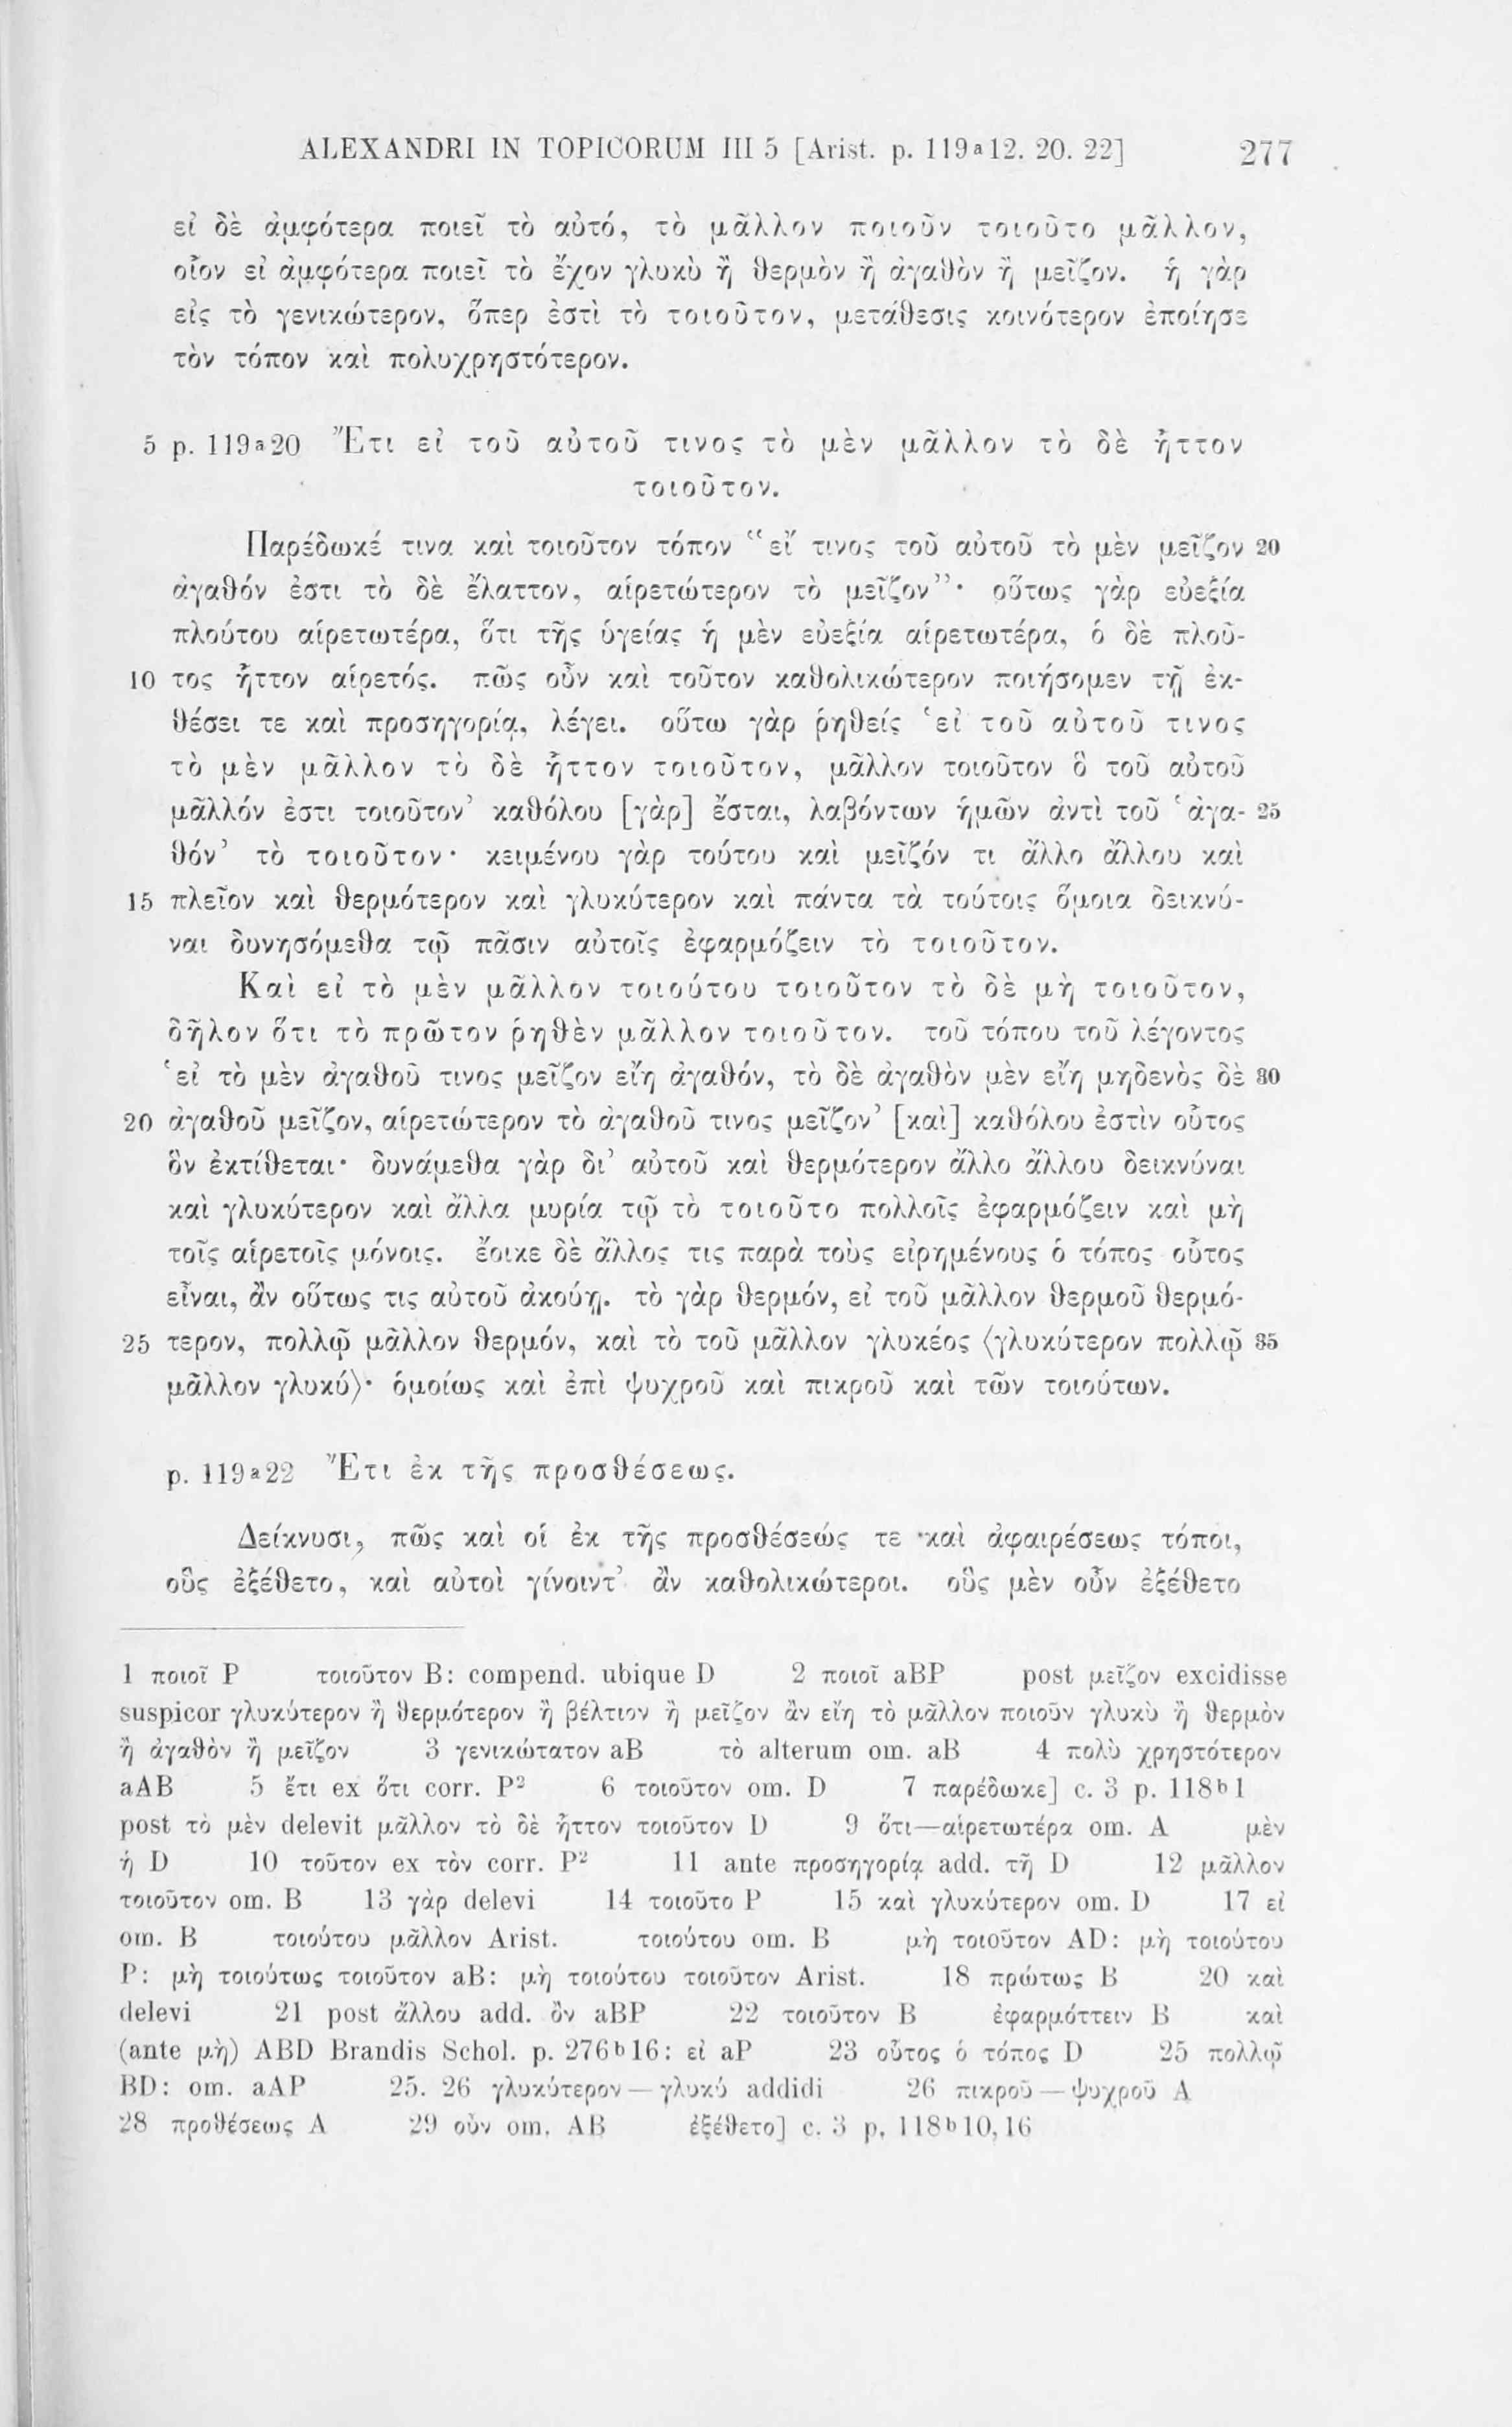 ALEXANDRI IN TOPICORUM III 5 [Arist. p. 119a12. 20. 22] 277
εἰ δὲ ἀμφότερα ποιεῖ τὸ αὐτό, τὸ μᾶλλον ποιοῦν τοιοῦτο μᾶλλον,
οἷον εἰ ἀμφότερα ποιεῖ τὸ ἔχον γλυκὺ ἢ θερμὸν ἢ ἀγαθὸν ἢ μεῖζον. ἡ γὰρ
εἰς τὸ γενικώτερον, ὅπερ ἐστὶ τὸ τοιοῦτον, μετάθεσις κοινότερον ἐποίησε
τὸν τόπον καὶ πολυχρηστότερον.
5 p. 119a20 Ἔτι εἰ τοῦ αὐτοῦ τινος τὸ μὲν μᾶλλον τὸ δὲ ἧττον
τοιοῦτον.
Παρέδωκέ τινα καὶ τοιοῦτον τόπον “εἴ τινος τοῦ αὐτοῦ τὸ μὲν μεῖζον 20
ἀγαθόν ἐστι τὸ δὲ ἔλαττον, αἱρετώτερον τὸ μεῖζον”· οὕτως γὰρ εὐεξία
πλούτου αἱρετωτέρα, ὅτι τῆς ὑγείας ἡ μὲν εὐεξία αἱρετωτέρα, ὁ δὲ πλοῦ-
10 τος ἧττον αἱρετός. πῶς οὖν καὶ τοῦτον καθολικώτερον ποιήσομεν τῇ ἐκ-
θέσει τε καὶ προσηγορίᾳ, λέγει. οὕτω γὰρ ῥηθείς ‘εἰ τοῦ αὐτοῦ τινος
τὸ μὲν μᾶλλον τὸ δὲ ἧττον τοιοῦτον, μᾶλλον τοιοῦτον ὃ τοῦ αὐτοῦ
μᾶλλόν ἐστι τοιοῦτον’ καθόλου [γὰρ] ἔσται, λαβόντων ἡμῶν ἀντὶ τοῦ ‘ἀγα- 25
θόν’ τὸ τοιοῦτον· κειμένου γὰρ τούτου καὶ μεῖζόν τι ἄλλο ἄλλου καὶ
15 πλεῖον καὶ θερμότερον καὶ γλυκύτερον καὶ πάντα τὰ τούτοις ὅμοια δεικνύ-
ναι δυνησόμεθα τῷ πᾶσιν αὐτοῖς ἐφαρμόζειν τὸ τοιοῦτον.
Καὶ εἰ τὸ μὲν μᾶλλον τοιούτου τοιοῦτον τὸ δὲ μὴ τοιοῦτον,
δῆλον ὅτι τὸ πρῶτον ῥηθὲν μᾶλλον τοιοῦτον. τοῦ τόπου τοῦ λέγοντος
‘εἰ τὸ μὲν ἀγαθοῦ τινος μεῖζον εἴη ἀγαθόν, τὸ δὲ ἀγαθὸν μὲν εἴη μηδενὸς δὲ 30
20 ἀγαθοῦ μεῖζον, αἱρετώτερον τὸ ἀγαθοῦ τινος μεῖζον’ [καὶ] καθόλου ἐστὶν οὗτος
ὃν ἐκτίθεται· δυνάμεθα γὰρ δι’ αὐτοῦ καὶ θερμότερον ἄλλο ἄλλου δεικνύναι
καὶ γλυκύτερον καὶ ἄλλα μυρία τῷ τὸ τοιοῦτο πολλοῖς ἐφαρμόζειν καὶ μὴ
τοῖς αἱρετοῖς μόνοις. ἔοικε δὲ ἄλλος τις παρὰ τοὺς εἰρημένους ὁ τόπος οὗτος
εἶναι, ἂν οὕτως τις αὐτοῦ ἀκούῃ. τὸ γὰρ θερμόν, εἰ τοῦ μᾶλλον θερμοῦ θερμό-
25 τερον, πολλῷ μᾶλλον θερμόν, καὶ τὸ τοῦ μᾶλλον γλυκέος ⟨γλυκύτερον πολλῷ 35
μᾶλλον γλυκύ⟩· ὁμοίως καὶ ἐπὶ ψυχροῦ καὶ πικροῦ καὶ τῶν τοιούτων.
p. 119a22 Ἔτι ἐκ τῆς προσθέσεως.
Δείκνυσι, πῶς καὶ οἱ ἐκ τῆς προσθέσεώς τε καὶ ἀφαιρέσεως τόποι,
οὓς ἐξέθετο, καὶ αὐτοὶ γίνοιντ’ ἂν καθολικώτεροι. οὓς μὲν οὖν ἐξέθετο
1 ποιοῖ P τοιοῦτον B: compend. ubique D 2 ποιοῖ aBP post μεῖζον excidisse
suspicor γλυκύτερον ἢ θερμότερον ἢ βέλτιον ἢ μεῖζον ἂν εἴη τὸ μᾶλλον ποιοῦν γλυκὺ ἢ θερμὸν
ἢ ἀγαθὸν ἢ μεῖζον 3 γενικώτατον aB τὸ alterum om. aB 4 πολὺ χρηστότερον
aAB 5 ἔτι ex ὅτι corr. P2 6 τοιοῦτον om. D 7 παρέδωκε] c. 3 p. 118b1
post τὸ μὲν delevit μᾶλλον τὸ δὲ ἧττον τοιοῦτον D 9 ὅτι—αἱρετωτέρα om. A μὲν
ἡ D 10 τοῦτον ex τὸν corr. P2 11 ante προσηγορίᾳ add. τῇ D 12 μᾶλλον
τοιοῦτον om. B 13 γὰρ delevi 14 τοιοῦτο P 15 καὶ γλυκύτερον om. D 17 εἰ
om. B τοιούτου μᾶλλον Arist. τοιούτου om. B μὴ τοιοῦτον AD: μὴ τοιούτου
P: μὴ τοιούτως τοιοῦτον aB: μὴ τοιούτου τοιοῦτον Arist. 18 πρώτως B 20 καὶ
delevi 21 post ἄλλου add. ὂν aBP 22 τοιοῦτον B ἐφαρμόττειν B καὶ
(ante μὴ) ABD Brandis Schol. p. 276b16: εἰ aP 23 οὗτος ὁ τόπος D 25 πολλῷ
BD: om. aAP 25. 26 γλυκύτερον—γλυκύ addidi 26 πικροῦ—ψυχροῦ A
28 προθέσεως A 29 οὖν om. AB ἐξέθετο] c. 3 p. 118b10,16